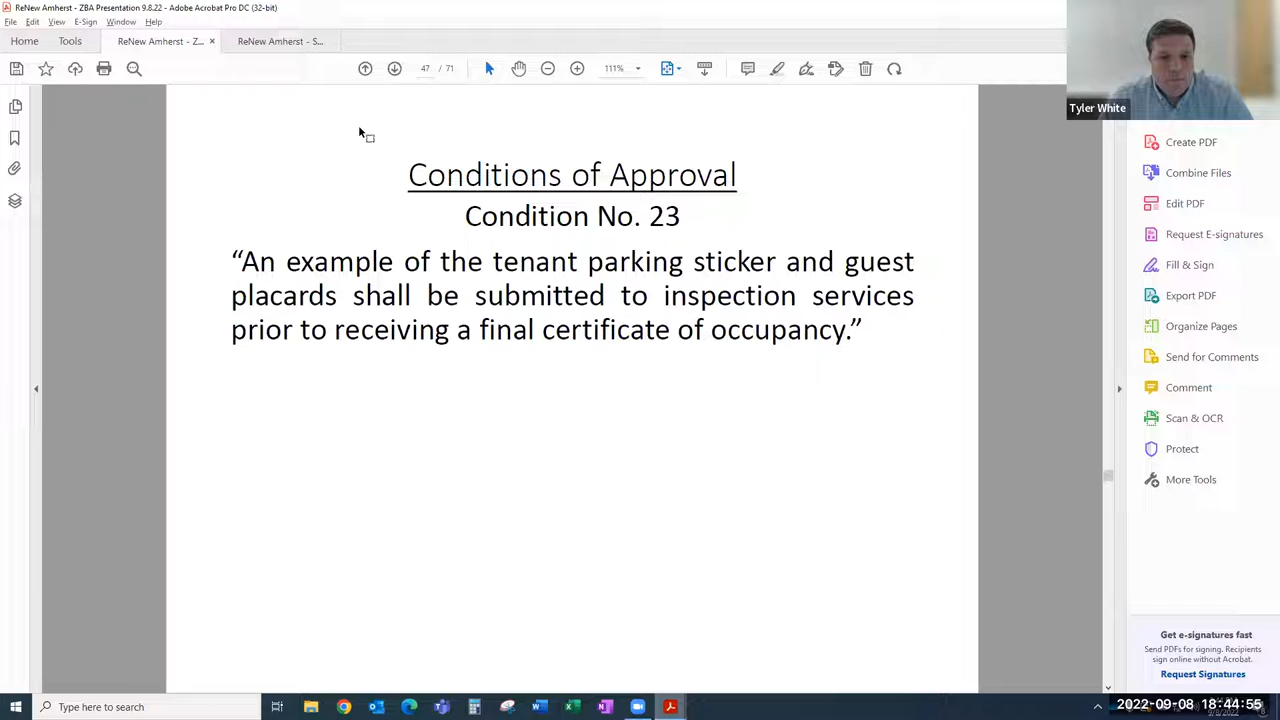 ReNew Amherst - ZBA Presentation 9.8.22 - Adobe Acrobat Pro DC (32-bit)
File Edit View E-Sign Window Help
Home Tools ReNew Amherst - Z... × ReNew Amherst - S...
47 / 71 111%
Tyler White
Conditions of Approval
Condition No. 23
“An example of the tenant parking sticker and guest
placards shall be submitted to inspection services
prior to receiving a final certificate of occupancy.”
Create PDF
Combine Files
Edit PDF
Request E-signatures
Fill & Sign
Export PDF
Organize Pages
Send for Comments
Comment
Scan & OCR
Protect
More Tools
Get e-signatures fast
Send PDFs for signing. Recipients
sign online without Acrobat.
Request Signatures
Type here to search
2022-09-08 18:44:55